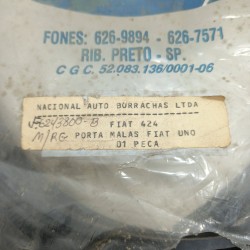 FONES: 626-9894 - 626-7571
RIB. PRETO - SP.
C G C. 52.083.136/0001-06
NACIONAL AUTO BORRACHAS LTDA
FIAT 424
M/RG PORTA MALAS FIAT UNO
01 PECA